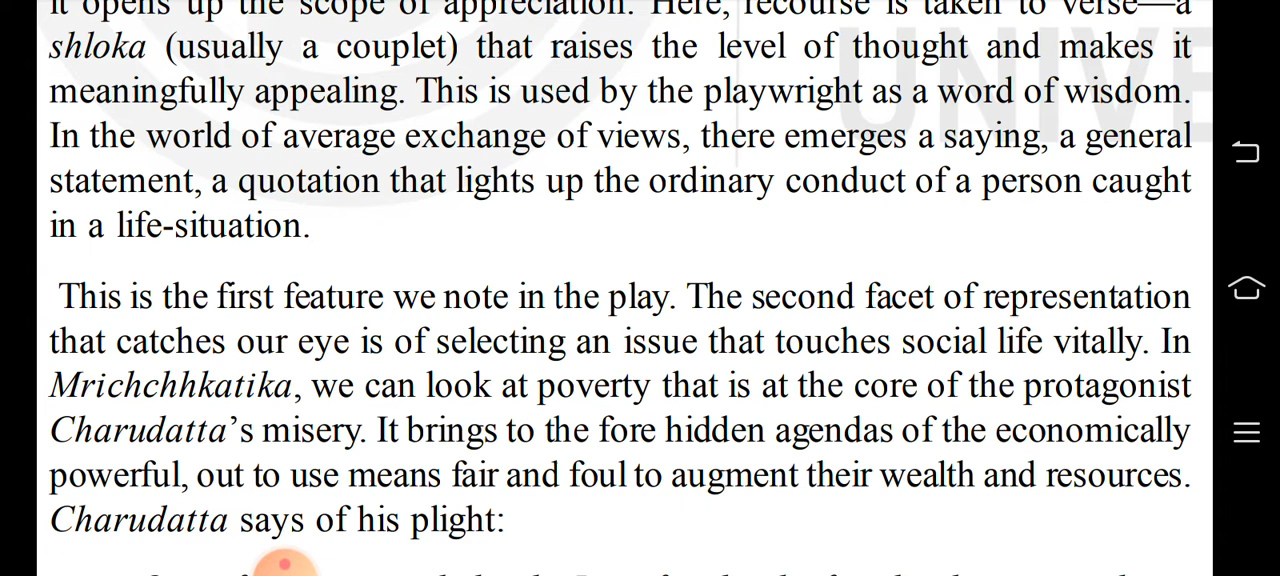 it opens up the scope of appreciation. Here, recourse is taken to verse—a
shloka (usually a couplet) that raises the level of thought and makes it
meaningfully appealing. This is used by the playwright as a word of wisdom.
In the world of average exchange of views, there emerges a saying, a general
statement, a quotation that lights up the ordinary conduct of a person caught
in a life-situation.
This is the first feature we note in the play. The second facet of representation
that catches our eye is of selecting an issue that touches social life vitally. In
Mrichchhkatika, we can look at poverty that is at the core of the protagonist
Charudatta's misery. It brings to the fore hidden agendas of the economically
powerful, out to use means fair and foul to augment their wealth and resources.
Charudatta says of his plight:
UNIVE